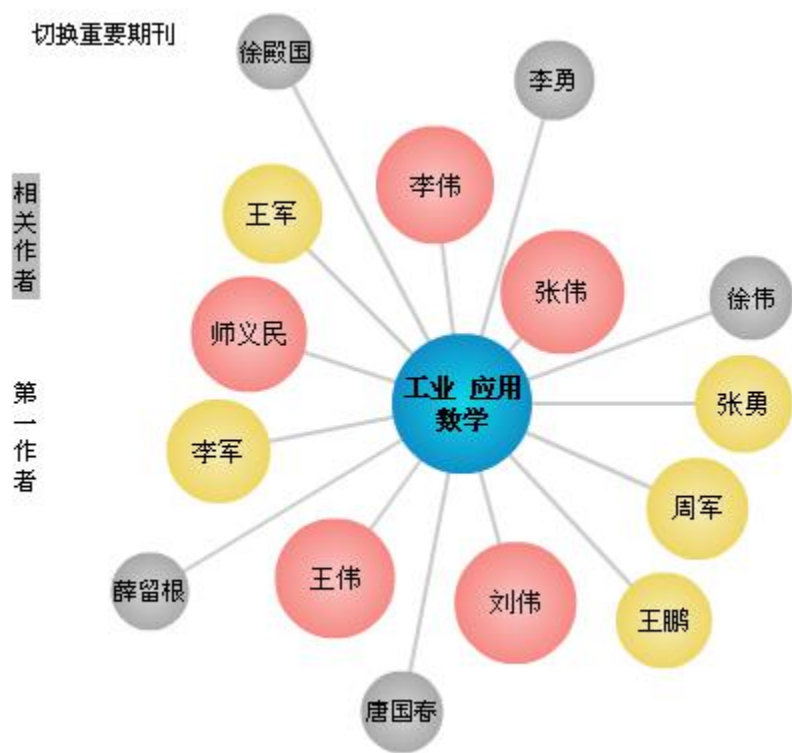 切换重要期刊
徐殿国
李勇
李伟
相关作者
王军
张伟
徐伟
师义民
工业 应用
数学
张勇
第一作者
李军
周军
薛留根
王伟
刘伟
王鹏
唐国春